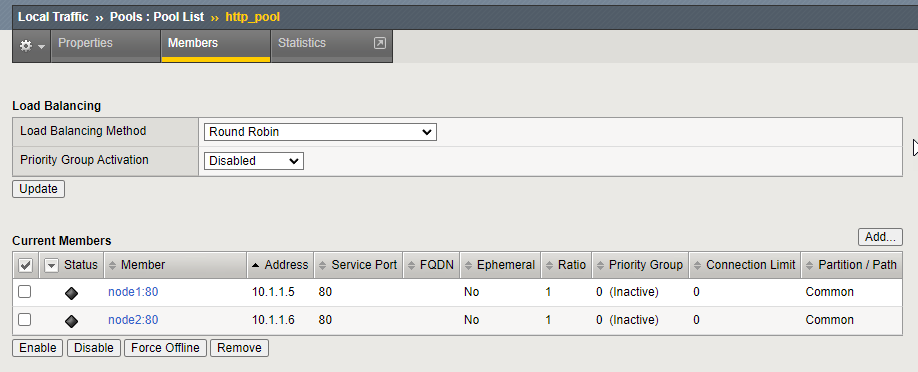 Local Traffic ›› Pools : Pool List ›› http_pool
Properties Members Statistics
Load Balancing
Load Balancing Method Round Robin
Priority Group Activation Disabled
Update
Current Members Add...
Status Member Address Service Port FQDN Ephemeral Ratio Priority Group Connection Limit Partition / Path
node1:80 10.1.1.5 80 No 1 0 (Inactive) 0 Common
node2:80 10.1.1.6 80 No 1 0 (Inactive) 0 Common
Enable Disable Force Offline Remove